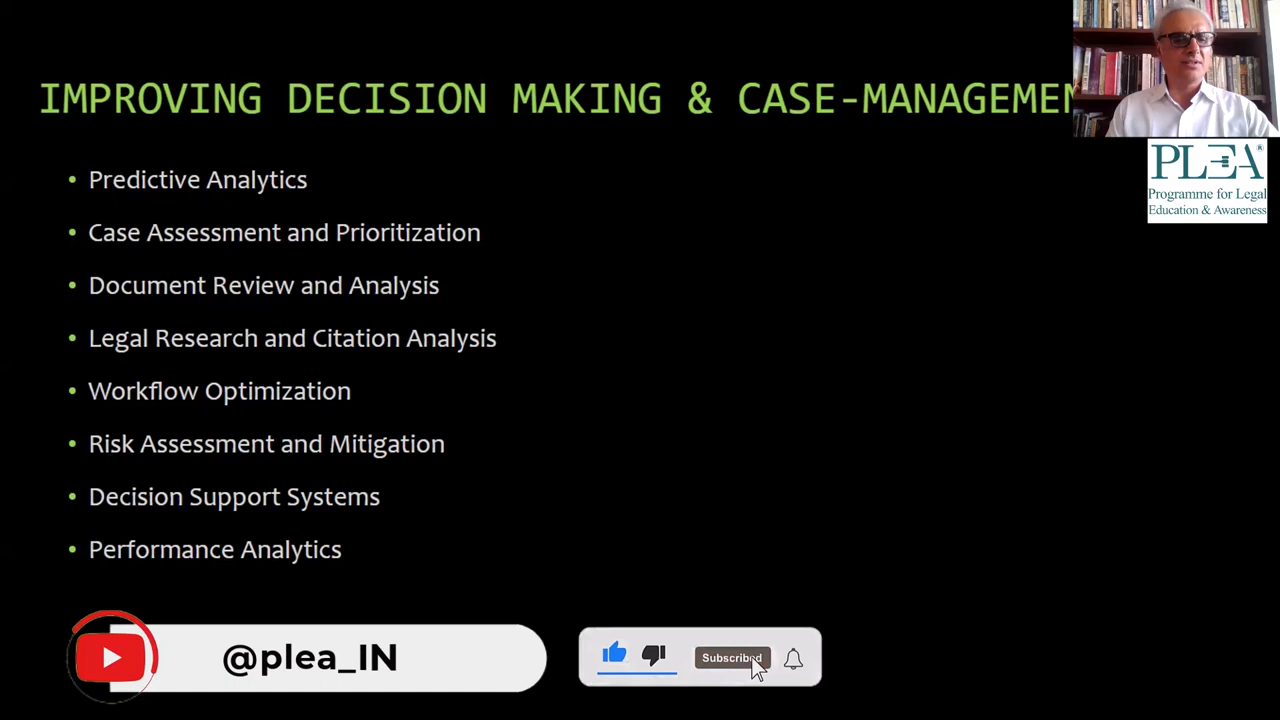 IMPROVING DECISION MAKING & CASE-MANAGEMEN
• Predictive Analytics
• Case Assessment and Prioritization
• Document Review and Analysis
• Legal Research and Citation Analysis
• Workflow Optimization
• Risk Assessment and Mitigation
• Decision Support Systems
• Performance Analytics
PLEA®
Programme for Legal
Education & Awareness
@plea_IN
Subscribed